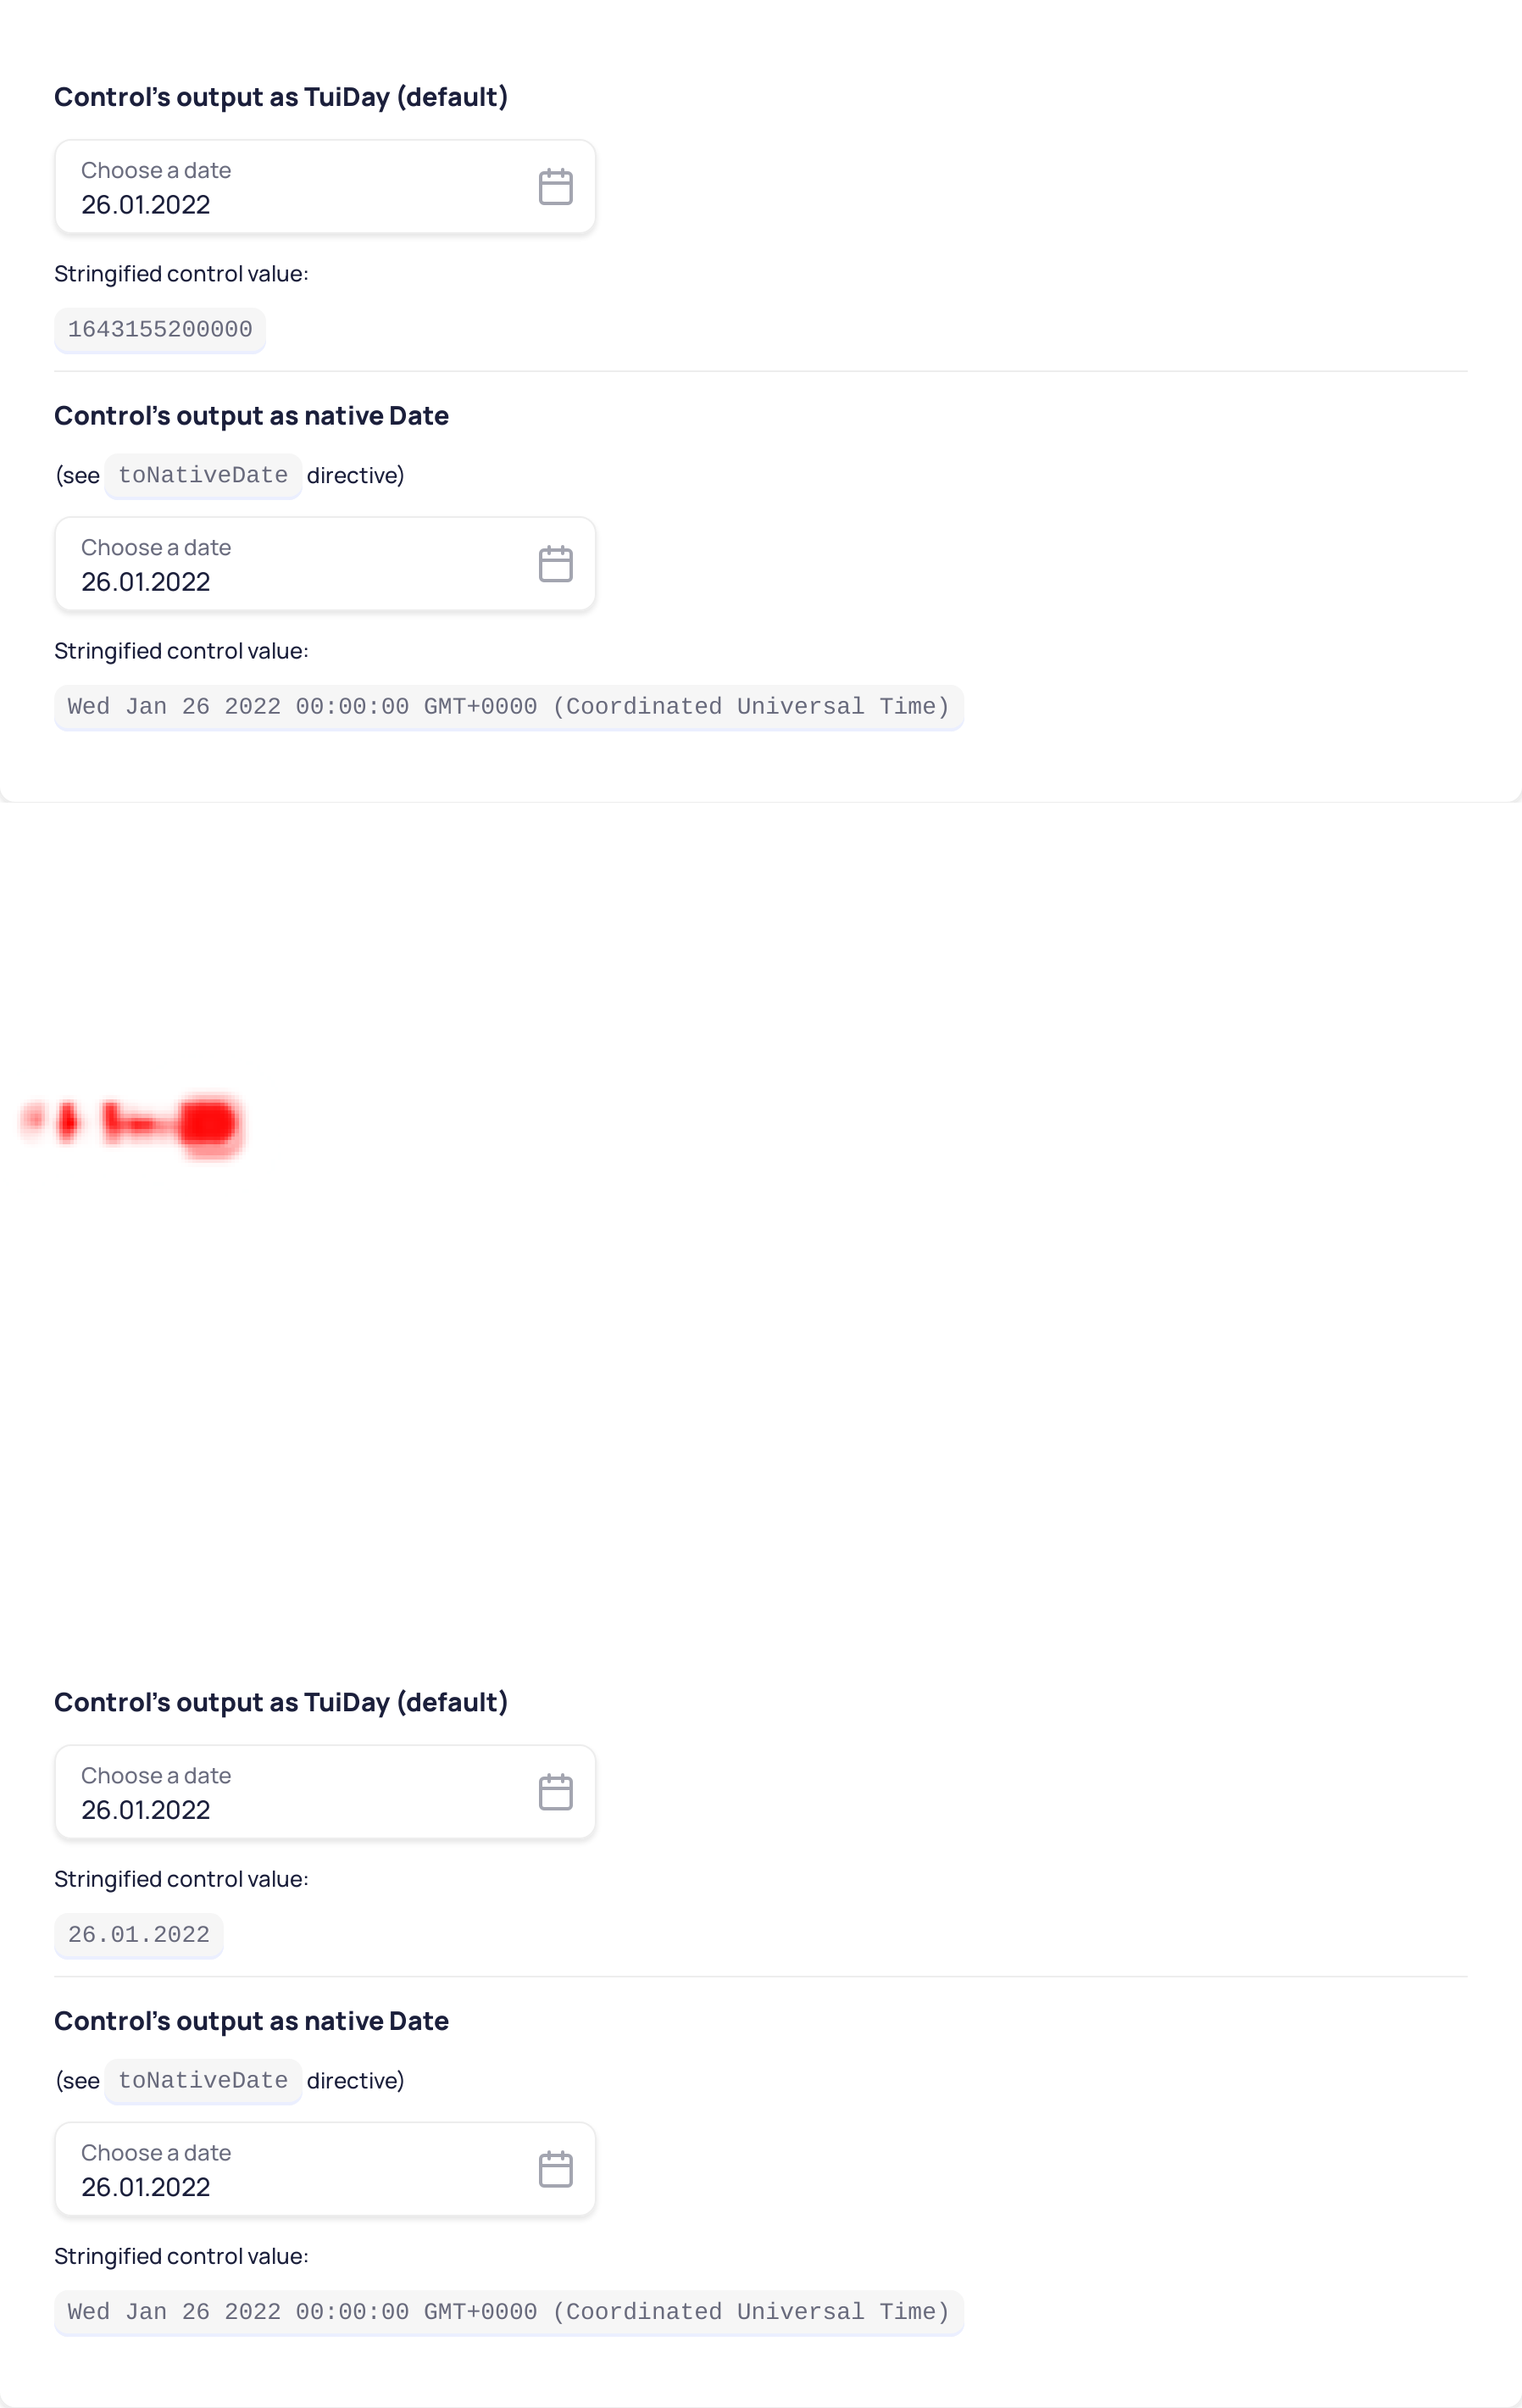 Control's output as TuiDay (default)
Choose a date
26.01.2022
Stringified control value:
1643155200000
Control's output as native Date
(see toNativeDate directive)
Choose a date
26.01.2022
Stringified control value:
Wed Jan 26 2022 00:00:00 GMT+0000 (Coordinated Universal Time)
Control's output as TuiDay (default)
Choose a date
26.01.2022
Stringified control value:
26.01.2022
Control's output as native Date
(see toNativeDate directive)
Choose a date
26.01.2022
Stringified control value:
Wed Jan 26 2022 00:00:00 GMT+0000 (Coordinated Universal Time)